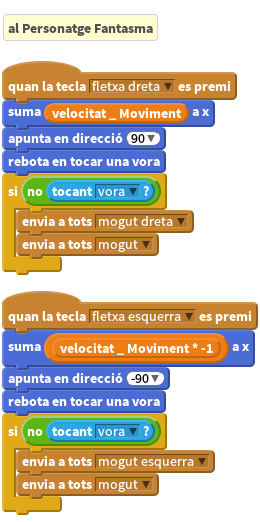 al Personatge Fantasma
quan la tecla fletxa dreta es premi
suma velocitat _ Moviment a x
apunta en direcció 90
rebota en tocar una vora
si no tocant vora ?
envia a tots mogut dreta
envia a tots mogut
quan la tecla fletxa esquerra es premi
suma velocitat _ Moviment * -1 a x
apunta en direcció -90
rebota en tocar una vora
si no tocant vora ?
envia a tots mogut esquerra
envia a tots mogut